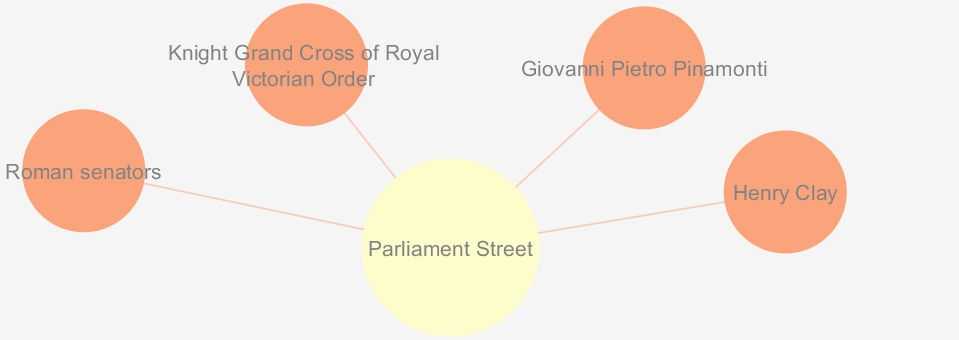 Knight Grand Cross of Royal
Victorian Order
Giovanni Pietro Pinamonti
Roman senators
Henry Clay
Parliament Street